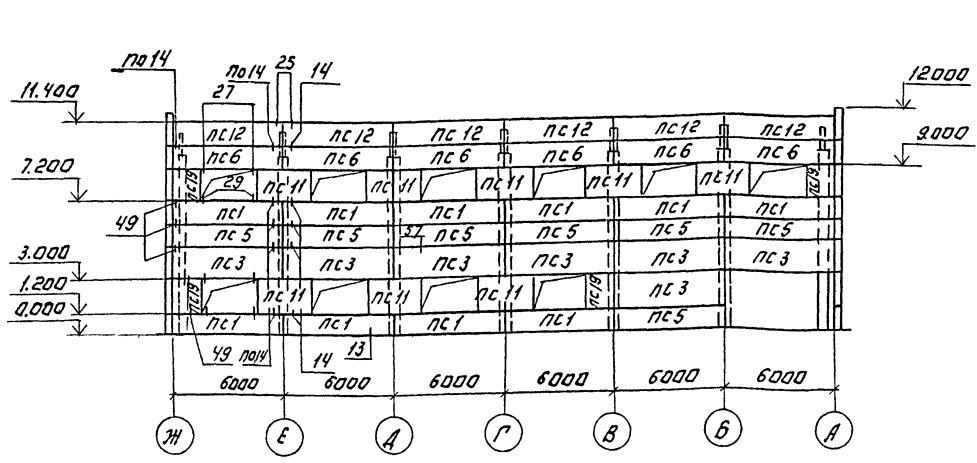 по14
25
по14
14
12.000
11.400
27
пс12 пс12 пс12 пс12 пс12 пс12
9.000
пс6 пс6 пс6 пс6 пс6 пс6
7.200
пс19 29 пс11 пс11 пс11 пс11 пс11 пс19
пс1 пс1 пс1 пс1 пс1 пс1
49
пс5 пс5 37 пс5 пс5 пс5 пс5
3.000
пс3 пс3 пс3 пс3 пс3 пс3
1.200
пс19 пс11 пс11 пс11 пс19 пс3
0.000
пс1 пс1 пс1 пс1 пс5
49 по14 14 13
6000 6000 6000 6000 6000 6000
Ж Е Д Г В Б А